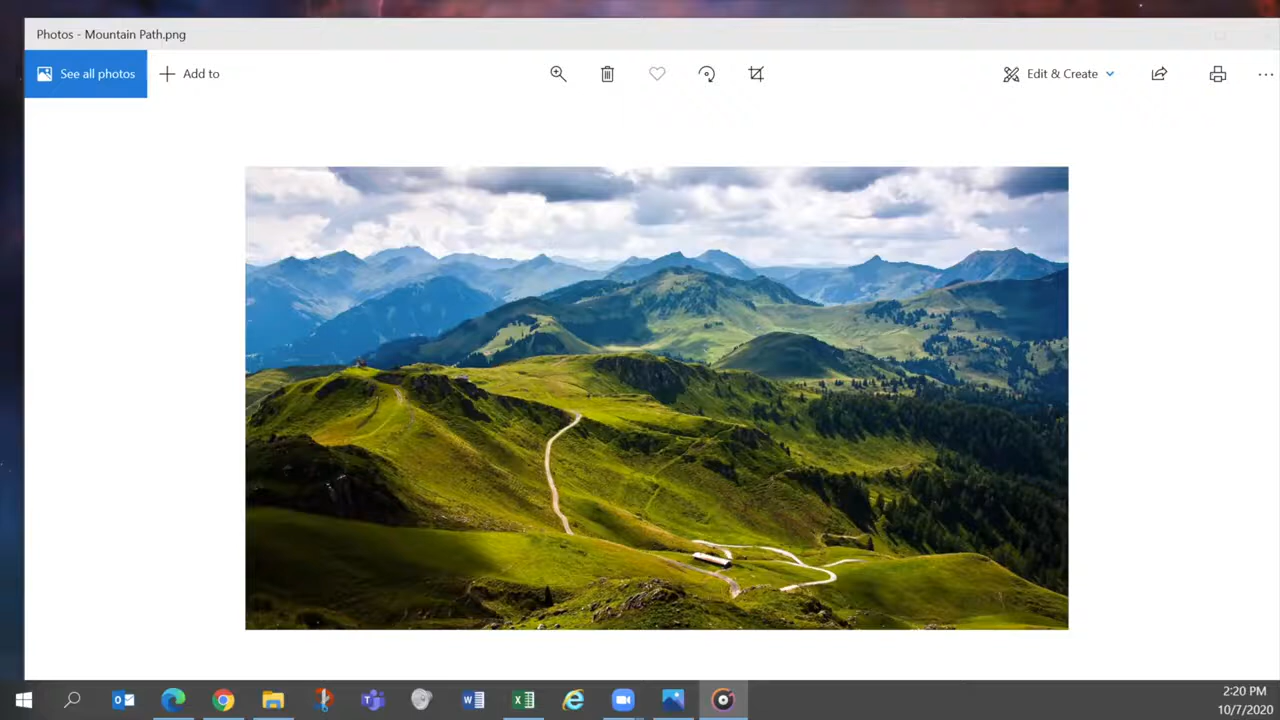 Photos - Mountain Path.png
See all photos
Add to
Edit & Create
2:20 PM
10/7/2020